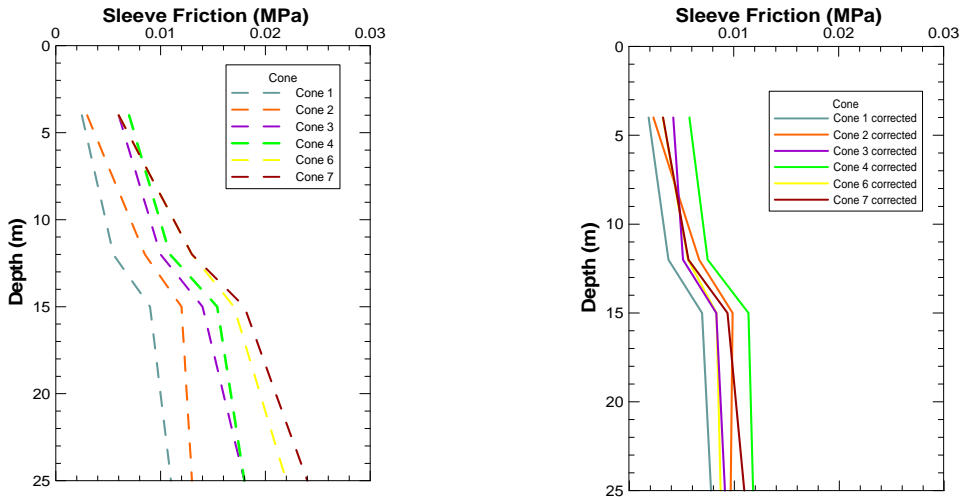 Sleeve Friction (MPa)
0 0.01 0.02 0.03
0
5
10
15
20
25
Depth (m)
Cone
Cone 1
Cone 2
Cone 3
Cone 4
Cone 6
Cone 7
Sleeve Friction (MPa)
0 0.01 0.02 0.03
0
5
10
15
20
25
Depth (m)
Cone
Cone 1 corrected
Cone 2 corrected
Cone 3 corrected
Cone 4 corrected
Cone 6 corrected
Cone 7 corrected